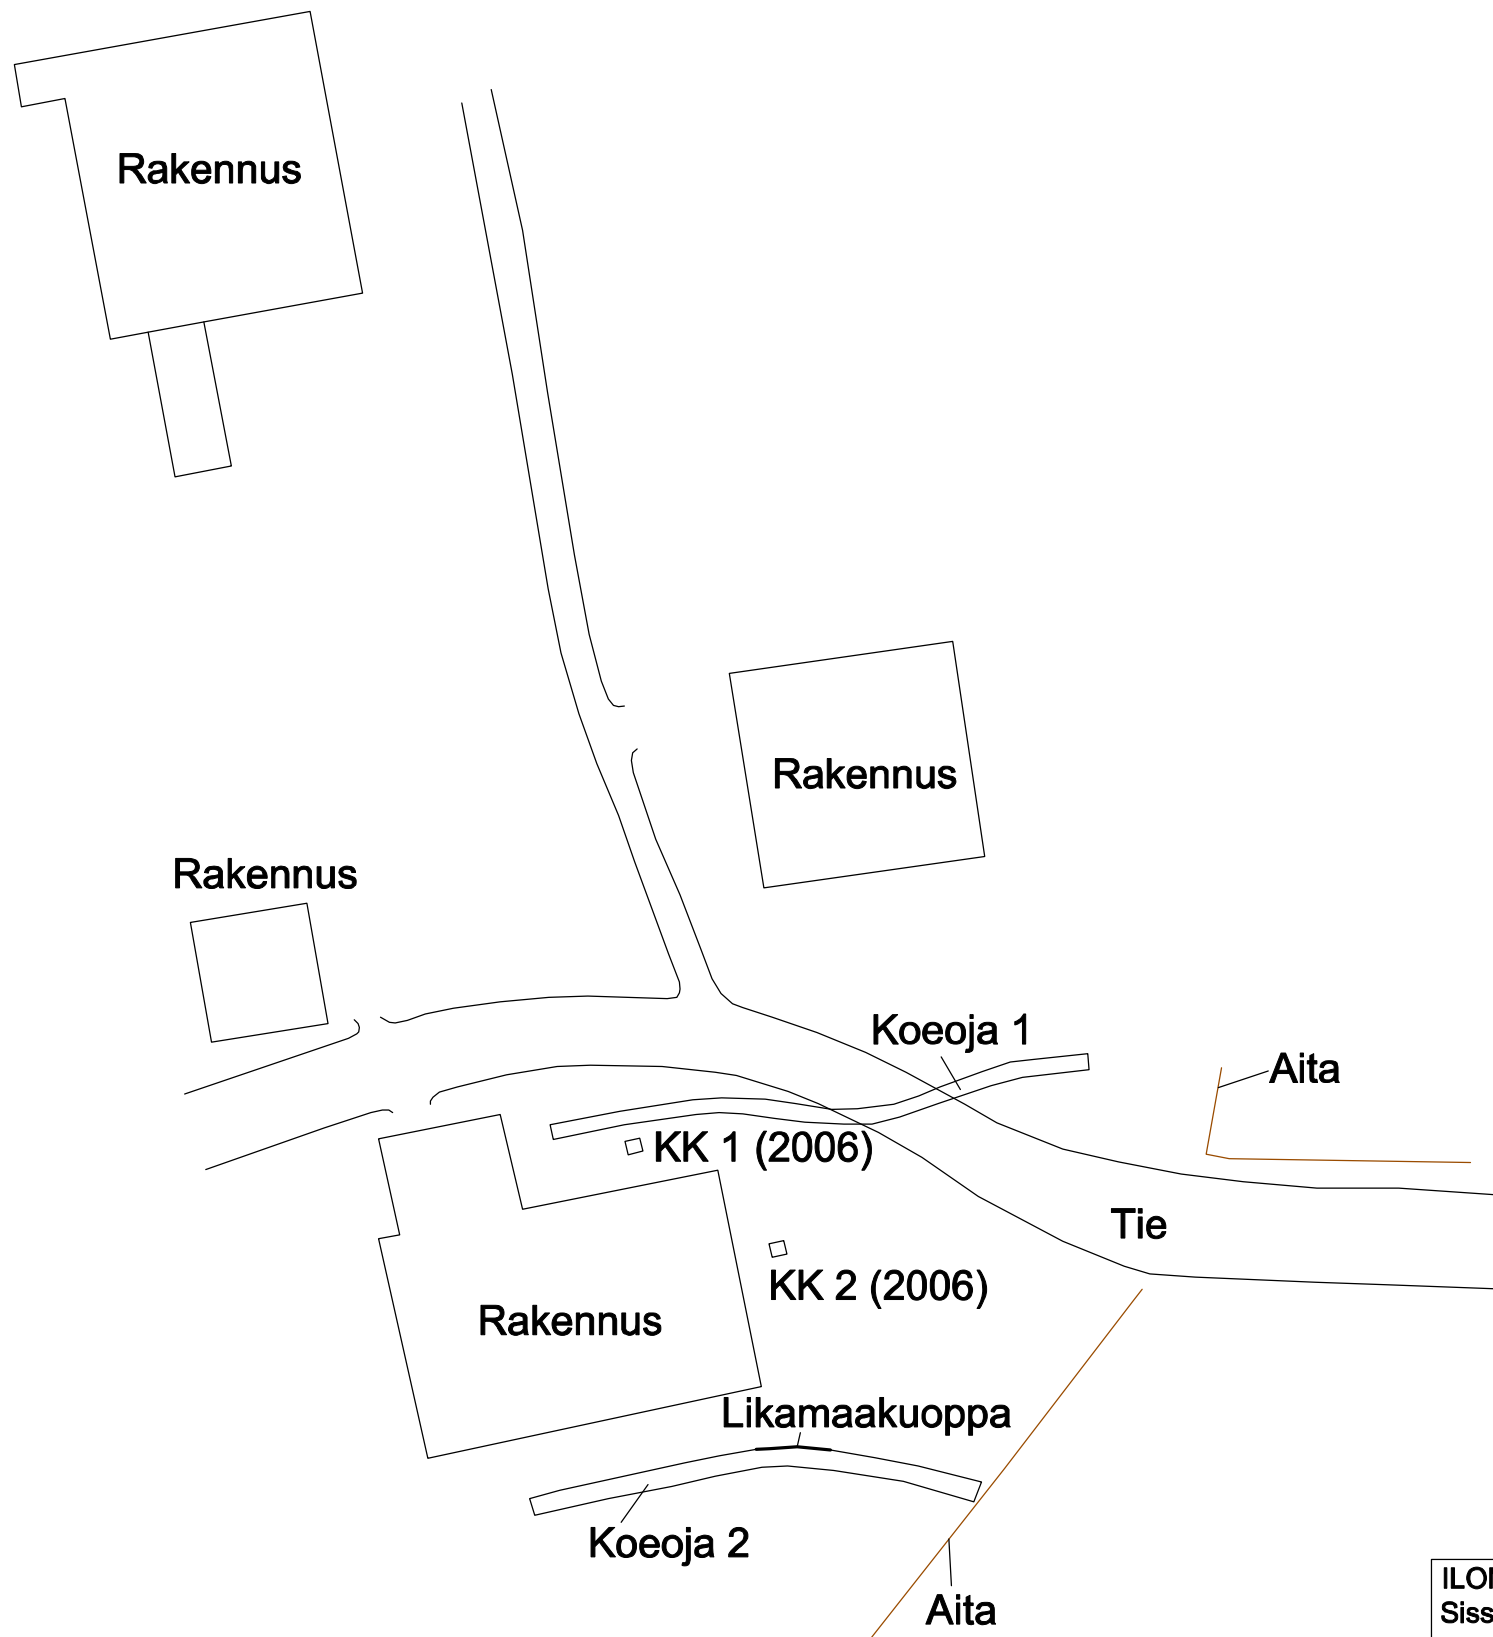 Rakennus
Rakennus
Rakennus
Koeoja 1
Aita
KK 1 (2006)
Tie
KK 2 (2006)
Rakennus
Likamaakuoppa
Koeoja 2
Aita